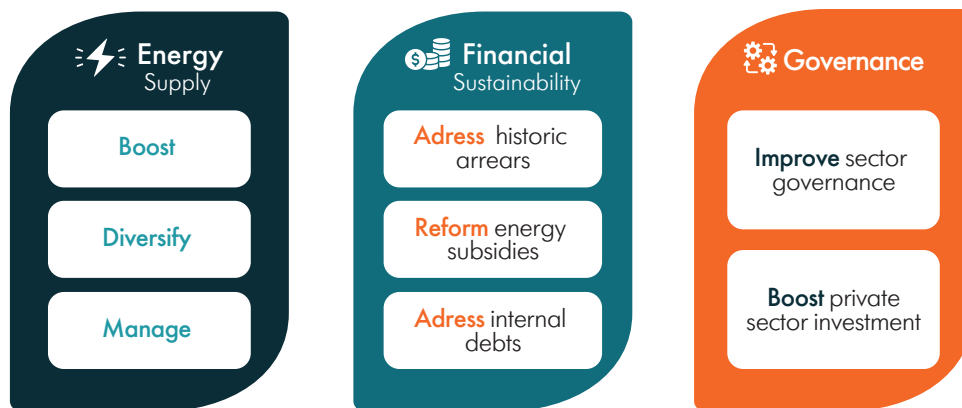 Energy
Supply
Boost
Diversify
Manage
Financial
Sustainability
Adress historic
arrears
Reform energy
subsidies
Adress internal
debts
Governance
Improve sector
governance
Boost private
sector investment